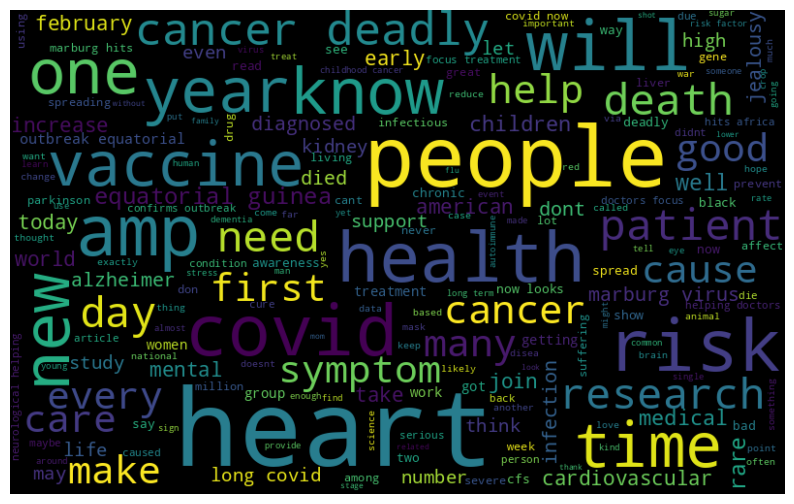 using
february
cancer deadly
will
covid now
important
due
shot
sugar
risk factor
much
marburg hits
even
see
early
let
way
high
jealousy
one
year
know
focus treatment
gene
virus
treat
read
great
war
someone
crop
going
spreading
without
childhood cancer
reduce
help
death
liver
via
increase
put
family
drug
diagnosed
infectious
children
deadly
hits africa
outbreak equatorial
kidney
people
didnt
lower
good
want
learn
human
living
flu
red
hope
vaccine
died
cant
change
parkinson
chronic
event
doctors focus
prevent
well
equatorial guinea
american
dont
black
rate
use
dementia
confirms outbreak
come
far
yet
case
made
called
today
amp
need
support
lot
patient
thought
never
autoimmune
tell
eye
affect
world
exactly
condition
awareness
yes
health
now
stress
man
spread
cause
alzheimer
first
now looks
suffering
don
treatment
long term
marburg virus
die
new
day
thing
cure
data
based
cancer
helping doctors
might
animal
almost
mom
mask
show
article
covid
many
getting
risk
women
keep
disea
common
young
national
doesnt
likely
look
brain
study
symptom
single
mental
million
got
join
infection
research
something
neurological helping
every
group
take
work
back
enough
find
another
care
say
sign
heart
think
serious
love
medical
maybe
science
related
week
kind
bad
life
caused
provide
two
person
time
rare
point
around
among
thank
often
may
make
long covid
number
severe
cfs
cardiovascular
stage